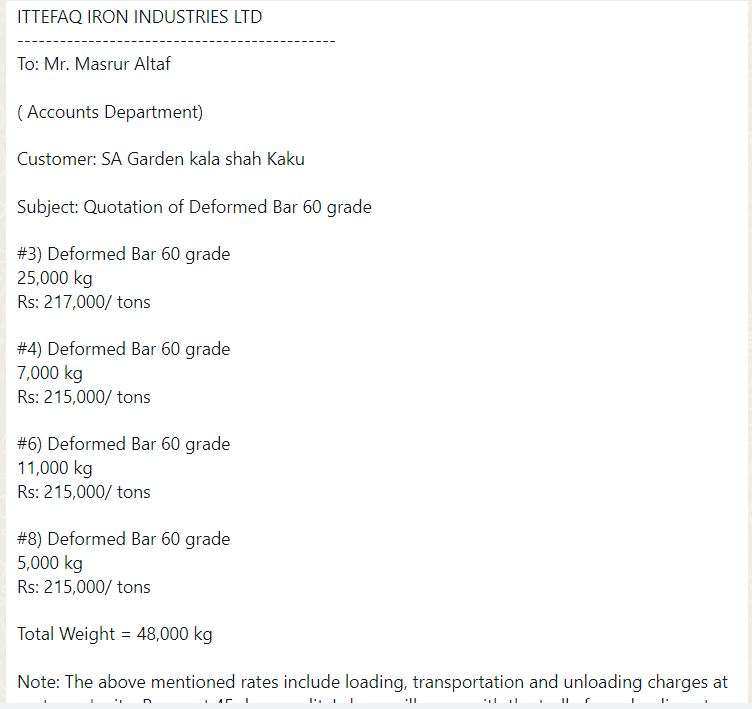 ITTEFAQ IRON INDUSTRIES LTD
---------------------------------------------
To: Mr. Masrur Altaf
( Accounts Department)
Customer: SA Garden kala shah Kaku
Subject: Quotation of Deformed Bar 60 grade
#3) Deformed Bar 60 grade
25,000 kg
Rs: 217,000/ tons
#4) Deformed Bar 60 grade
7,000 kg
Rs: 215,000/ tons
#6) Deformed Bar 60 grade
11,000 kg
Rs: 215,000/ tons
#8) Deformed Bar 60 grade
5,000 kg
Rs: 215,000/ tons
Total Weight = 48,000 kg
Note: The above mentioned rates include loading, transportation and unloading charges at